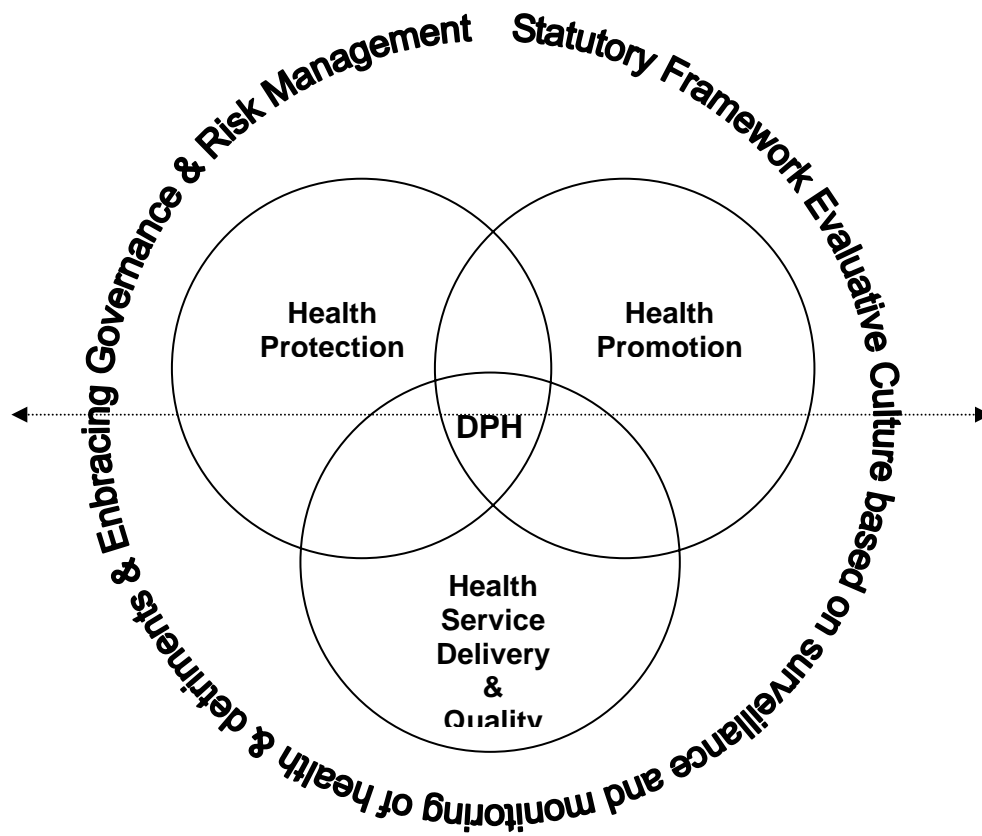 Statutory Framework Evaluative Culture based on surveillance and monitoring of health & detriments & Enbracing Governance & Risk Management
Health
Protection
Health
Promotion
DPH
Health
Service
Delivery
&
Quality